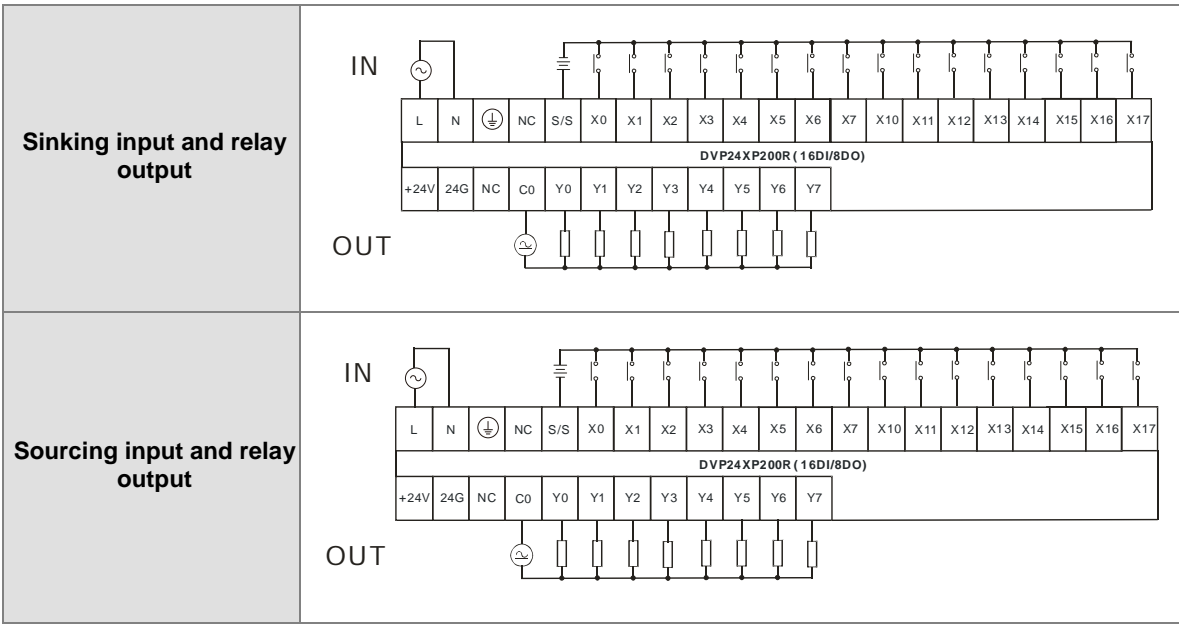 Sinking input and relay
output
IN
L N NC S/S X0 X1 X2 X3 X4 X5 X6 X7 X10 X11 X12 X13 X14 X15 X16 X17
DVP24XP200R ( 16DI/8DO)
+24V 24G NC C0 Y0 Y1 Y2 Y3 Y4 Y5 Y6 Y7
OUT
Sourcing input and relay
output
IN
L N NC S/S X0 X1 X2 X3 X4 X5 X6 X7 X10 X11 X12 X13 X14 X15 X16 X17
DVP24XP200R ( 16DI/8DO)
+24V 24G NC C0 Y0 Y1 Y2 Y3 Y4 Y5 Y6 Y7
OUT